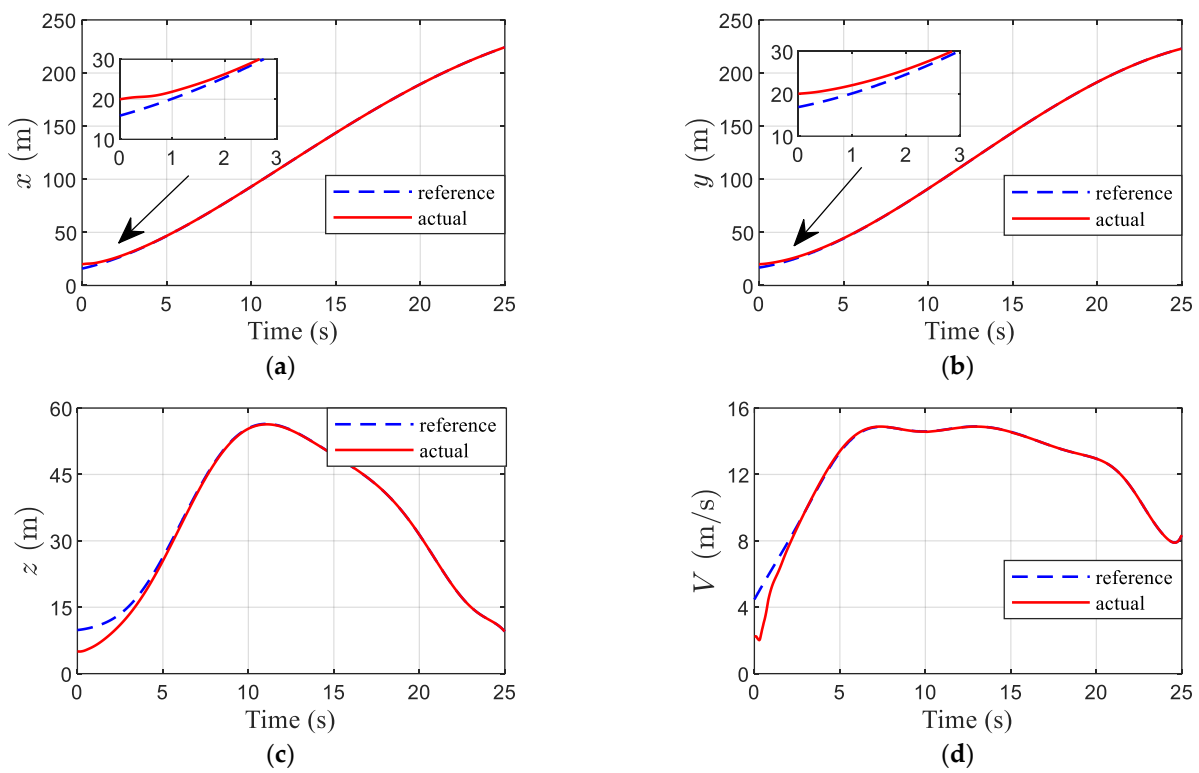 250
200
150
100
50
0
x (m)
30
20
10
0 1 2 3
reference
actual
0 5 10 15 20 25
Time (s)
(a)
250
200
150
100
50
0
y (m)
30
20
10
0 1 2 3
reference
actual
0 5 10 15 20 25
Time (s)
(b)
60
45
30
15
0
z (m)
reference
actual
0 5 10 15 20 25
Time (s)
(c)
16
12
8
4
0
V (m/s)
reference
actual
0 5 10 15 20 25
Time (s)
(d)